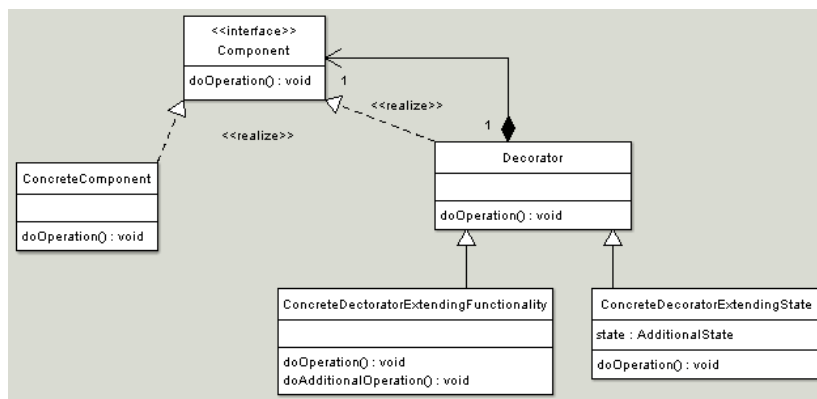 <<interface>>
Component
doOperation() : void
1
<<realize>>
<<realize>>
1
Decorator
doOperation() : void
ConcreteComponent
doOperation() : void
ConcreteDectoratorExtendingFunctionality
doOperation() : void
doAdditionalOperation() : void
ConcreteDecoratorExtendingState
state : AdditionalState
doOperation() : void